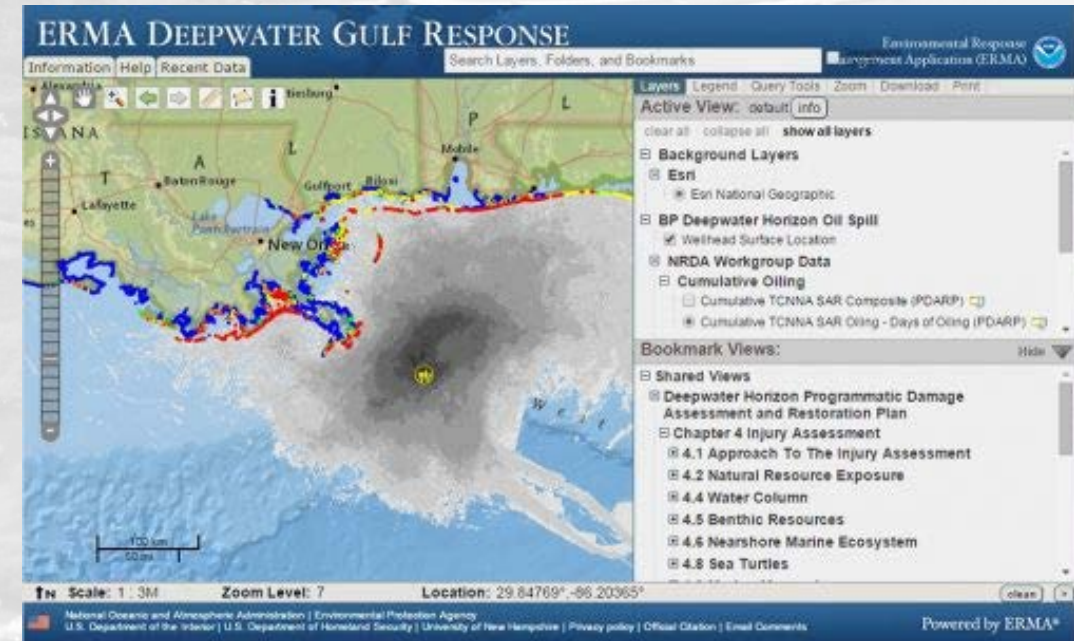 ERMA DEEPWATER GULF RESPONSE
Search Layers, Folders, and Bookmarks
Environmental Response
Management Application (ERMA)
Information Help Recent Data
Layers Legend Query Tools Zoom Download Print
Active View: default info
clear all collapse all show all layers
Background Layers
Esri
Esri National Geographic
BP Deepwater Horizon Oil Spill
Wellhead Surface Location
NRDA Workgroup Data
Cumulative Oiling
Cumulative TCNNA SAR Composite (PDARP)
Cumulative TCNNA SAR Oiling - Days of Oiling (PDARP)
Bookmark Views:
Hide
Shared Views
Deepwater Horizon Programmatic Damage
Assessment and Restoration Plan
Chapter 4 Injury Assessment
4.1 Approach To The Injury Assessment
4.2 Natural Resource Exposure
4.4 Water Column
4.5 Benthic Resources
4.6 Nearshore Marine Ecosystem
4.8 Sea Turtles
Mobile
Baton Rouge
Gulfport
Biloxi
Lafayette
Lake
Pontchartrain
New
West
100 km
50 mi
N Scale: 1 : 3M Zoom Level: 7 Location: 29.84769°,-86.20365°
clean
National Oceanic and Atmospheric Administration | Environmental Protection Agency
U.S. Department of the Interior | U.S. Department of Homeland Security | University of New Hampshire | Privacy policy | Official Citation | Email Comments
Powered by ERMA®